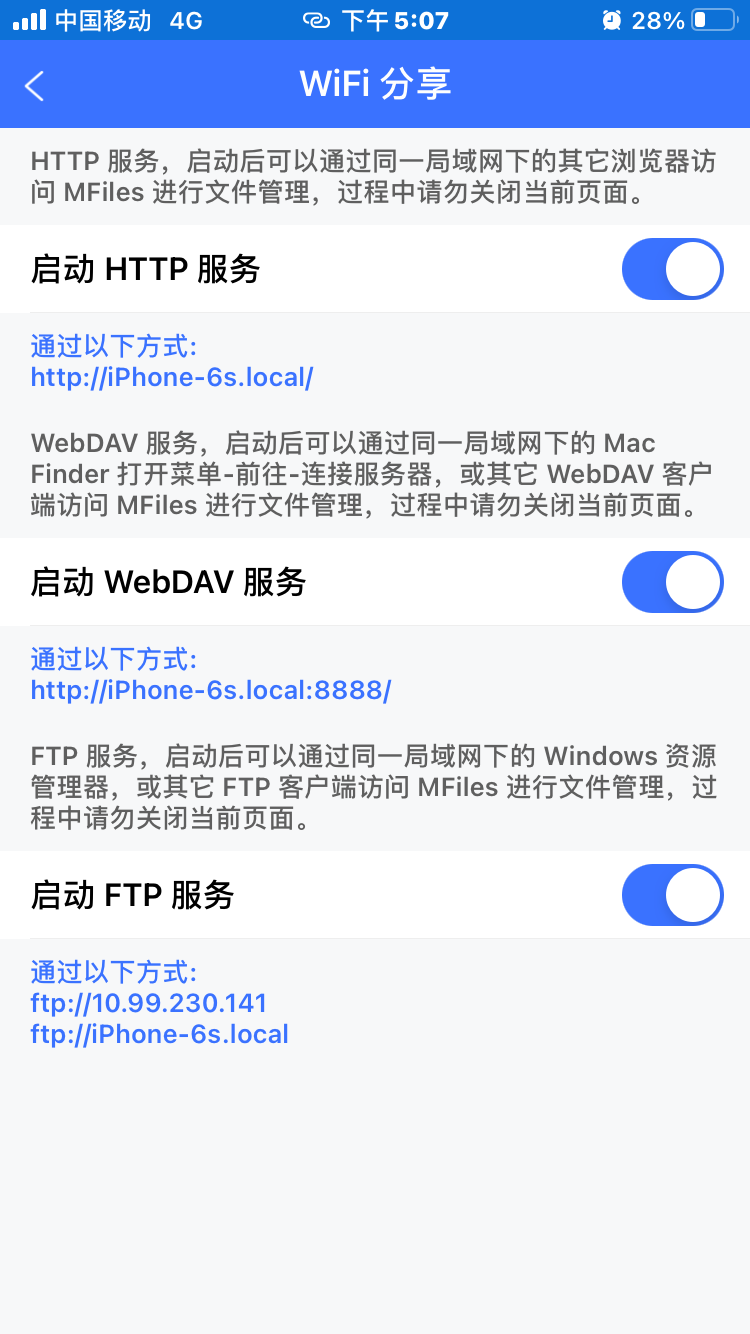 中国移动 4G 下午 5:07 28%
WiFi 分享
HTTP 服务，启动后可以通过同一局域网下的其它浏览器访
问 MFiles 进行文件管理，过程中请勿关闭当前页面。
启动 HTTP 服务
通过以下方式:
http://iPhone-6s.local/
WebDAV 服务，启动后可以通过同一局域网下的 Mac
Finder 打开菜单-前往-连接服务器，或其它 WebDAV 客户
端访问 MFiles 进行文件管理，过程中请勿关闭当前页面。
启动 WebDAV 服务
通过以下方式:
http://iPhone-6s.local:8888/
FTP 服务，启动后可以通过同一局域网下的 Windows 资源
管理器，或其它 FTP 客户端访问 MFiles 进行文件管理，过
程中请勿关闭当前页面。
启动 FTP 服务
通过以下方式:
ftp://10.99.230.141
ftp://iPhone-6s.local